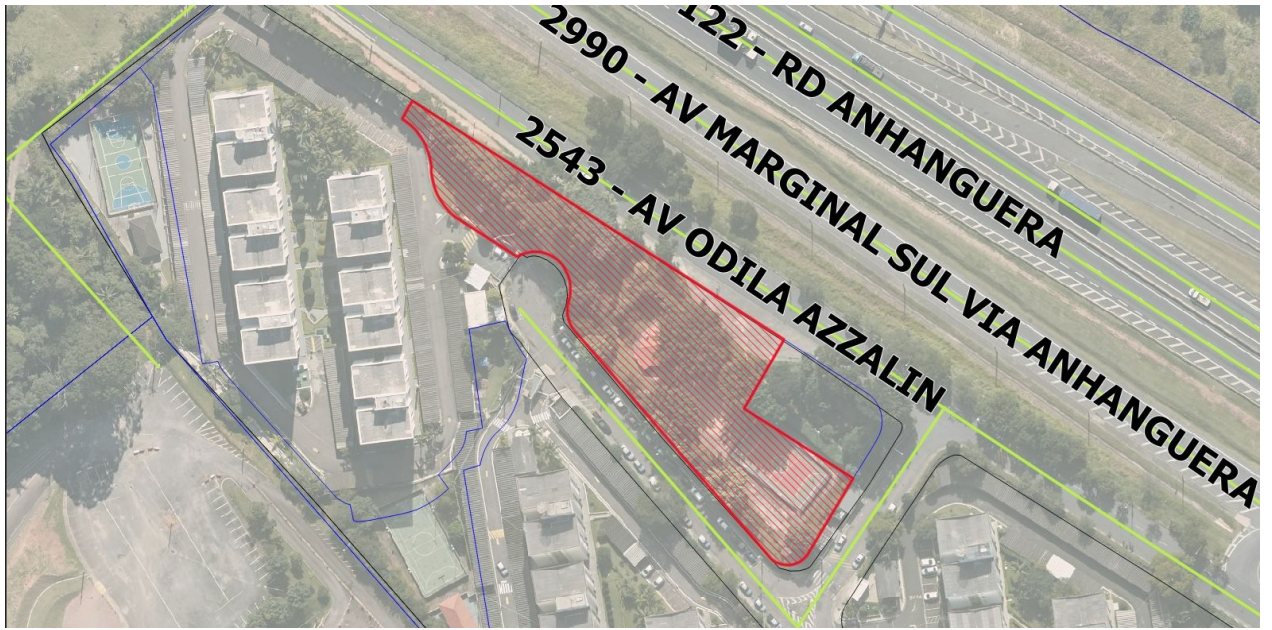 122 - RD ANHANGUERA
2990 - AV MARGINAL SUL VIA ANHANGUERA
2543 - AV ODILA AZZALIN